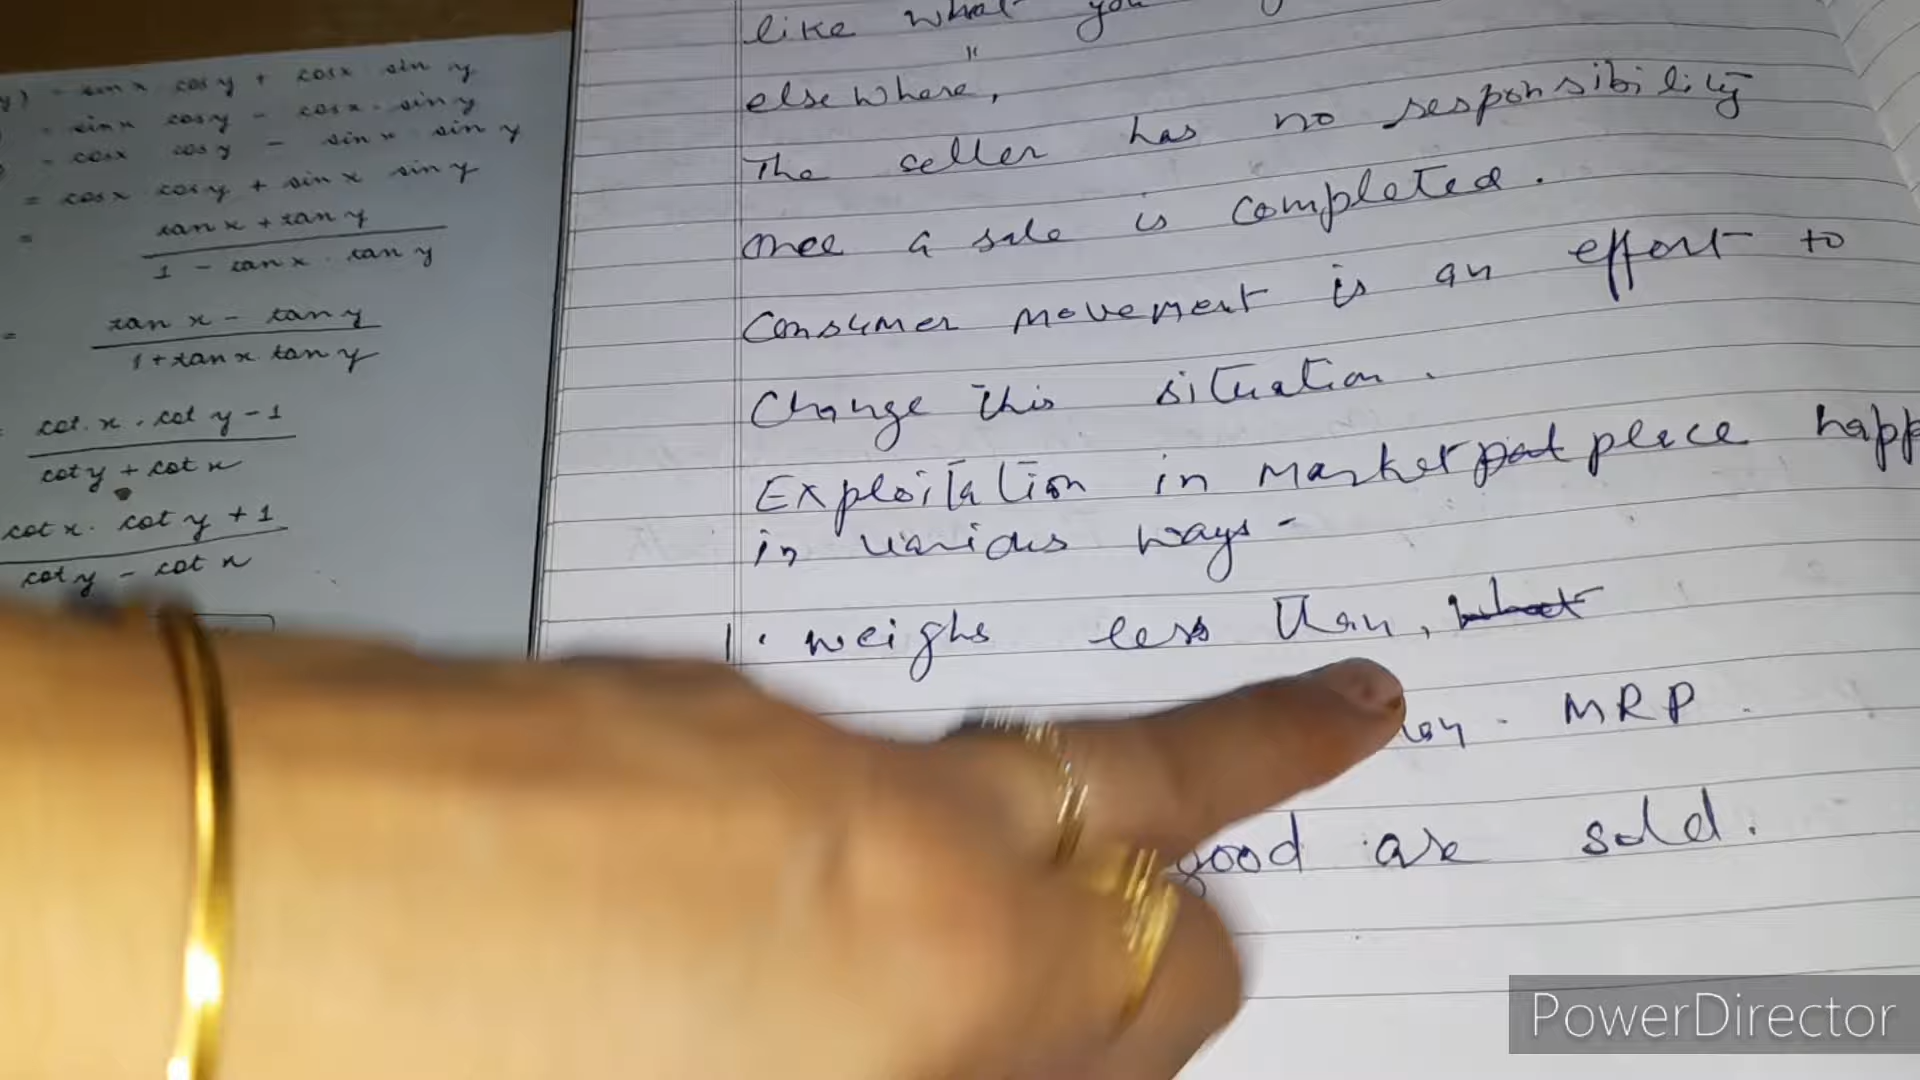 y) = sin x cos y + cos x sin y
= sin x cos y - cos x . sin y
= cos x cos y - sin x sin y
= cos x cos y + sin x sin y
= tan x + tan y
1 - tan x . tan y
= tan x - tan y
1 + tan x . tan y
= cot x . cot y - 1
cot y + cot x
cot x . cot y + 1
cot y - cot x
like what you
elsewhere",
The seller has no responsibility
once a sale is completed.
Consumer movement is an effort to
Change this situation.
Exploitation in Market place happ
in various ways -
1. weighs less than,
MRP.
good are sold.
PowerDirector